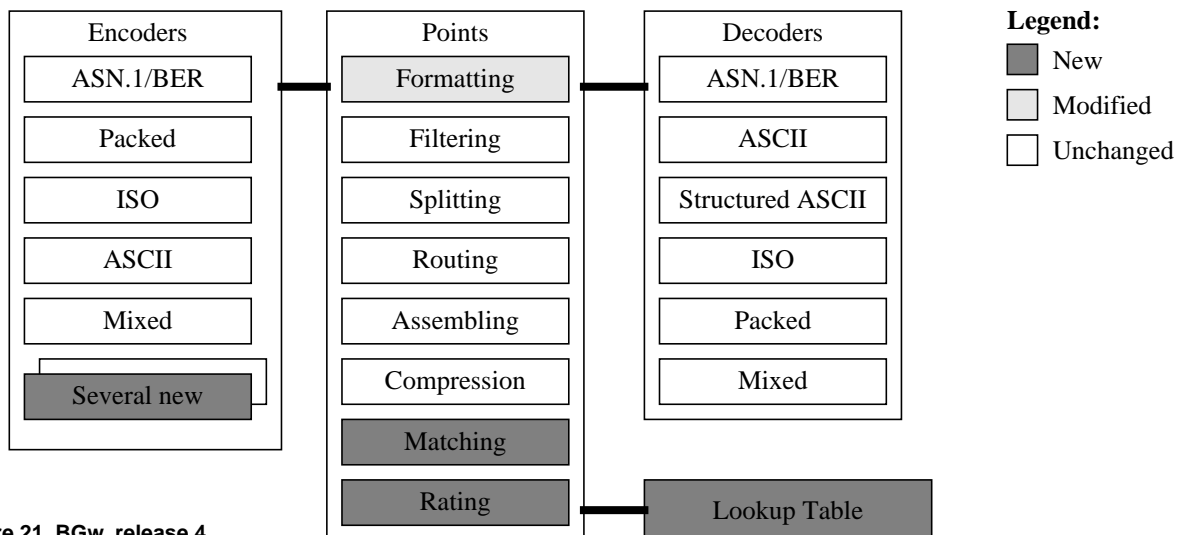 Encoders
ASN.1/BER
Packed
ISO
ASCII
Mixed
Several new
Points
Formatting
Filtering
Splitting
Routing
Assembling
Compression
Matching
Rating
Decoders
ASN.1/BER
ASCII
Structured ASCII
ISO
Packed
Mixed
Lookup Table
Legend:
New
Modified
Unchanged
re 21. BGw, release 4